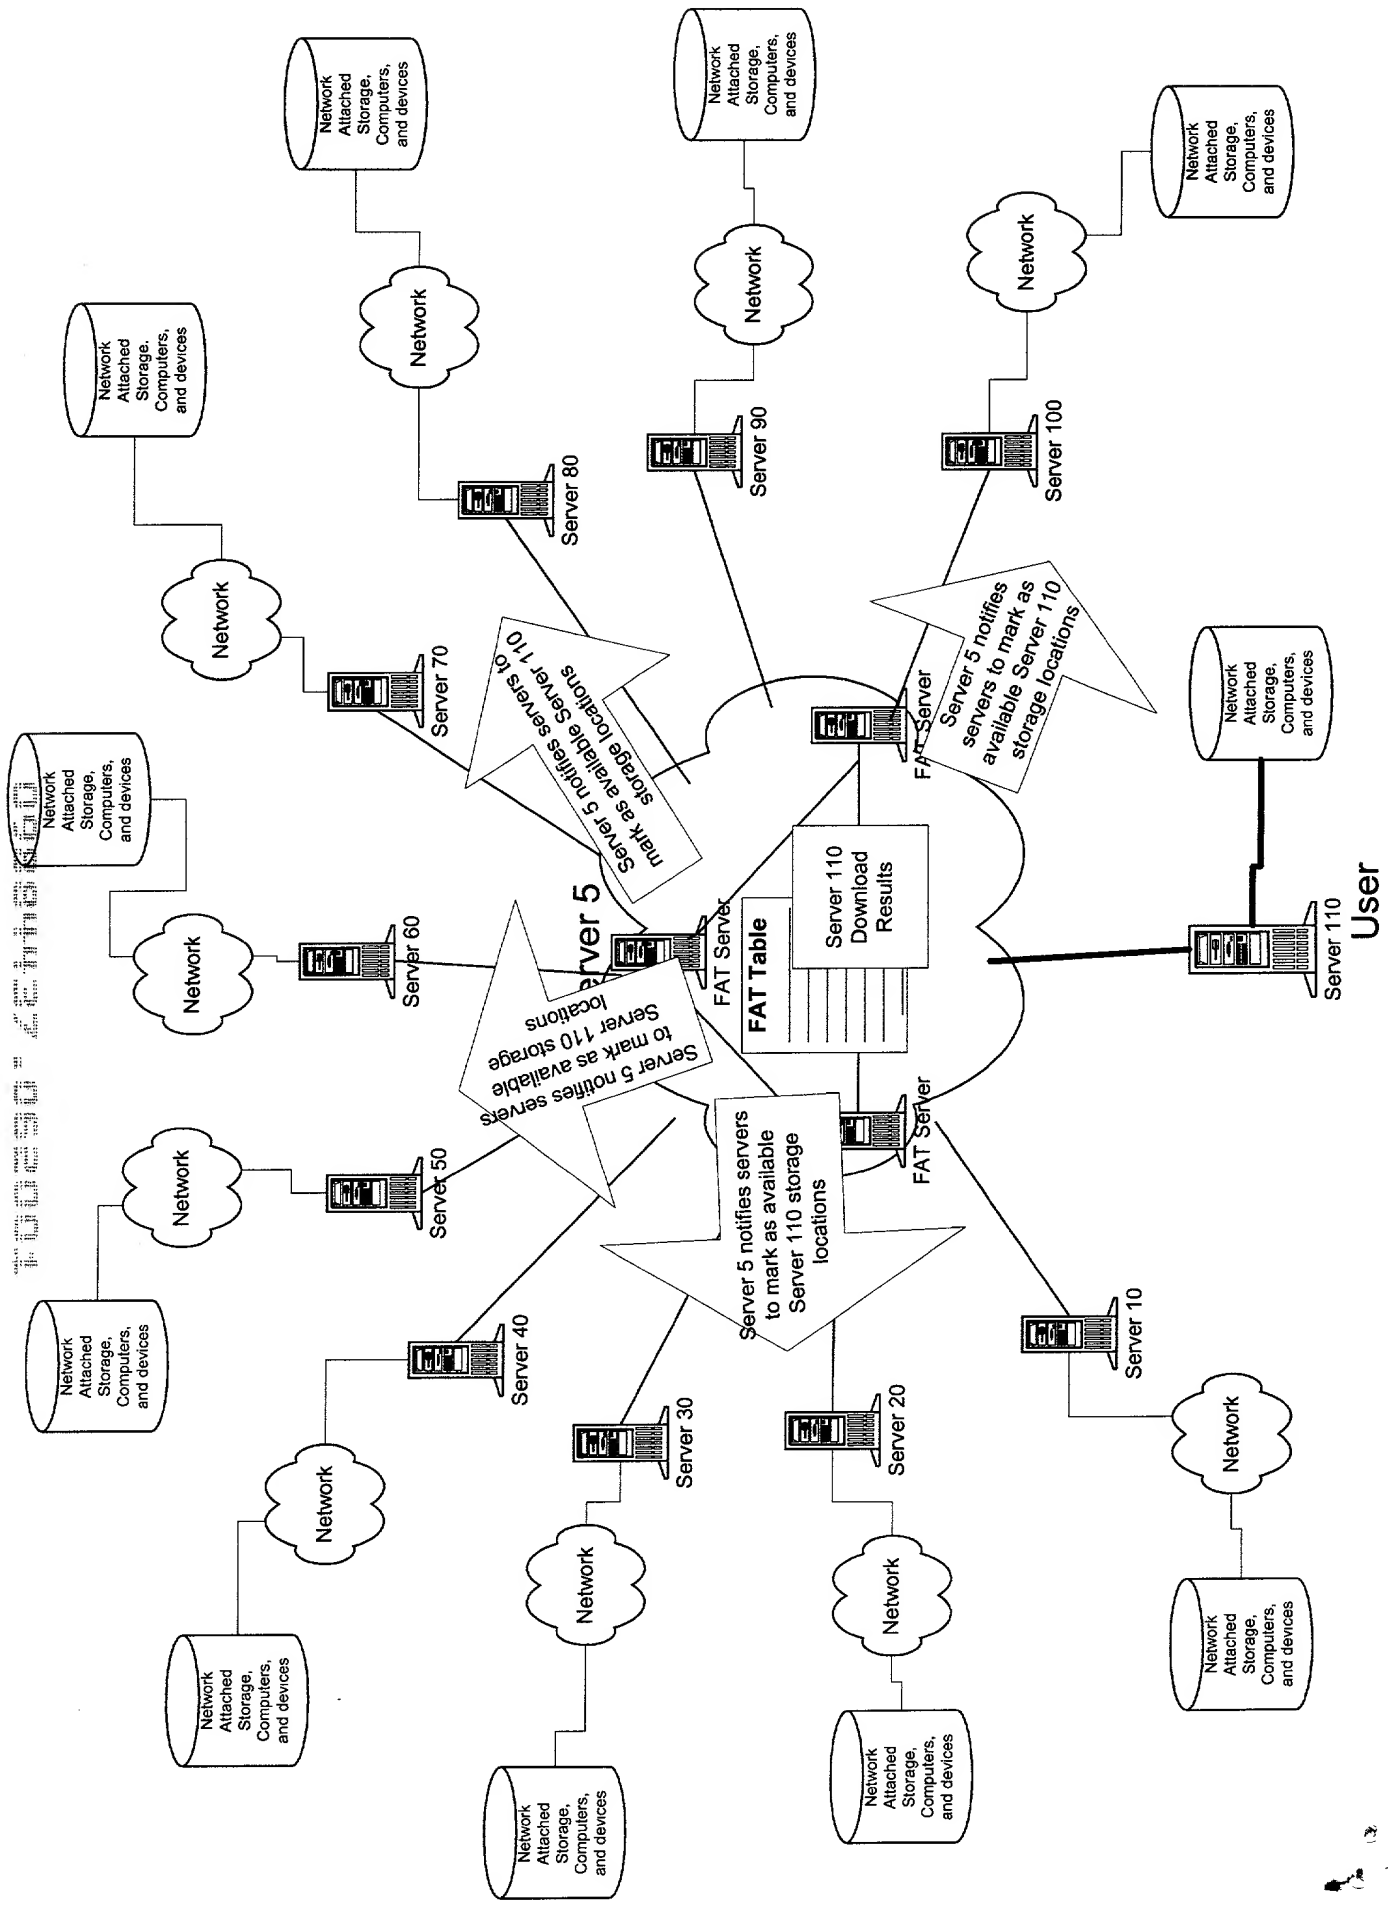 Network
Attached
Storage,
Computers,
and devices
Network
Server 50
Network
Attached
Storage,
Computers,
and devices
Network
Server 60
Network
Attached
Storage.
Computers,
and devices
Network
Server 70
Network
Attached
Storage,
Computers,
and devices
Network
Server 80
Network
Attached
Storage,
Computers,
and devices
Network
Server 40
Network
Attached
Storage,
Computers,
and devices
Network
Server 30
Network
Attached
Storage,
Computers,
and devices
Network
Server 90
Server 5 notifies servers
to mark as available
Server 110 storage
locations
Server 5 notifies servers to
mark as available Server 110
storage locations
erver 5
FAT Server
FAT Table
Server 110
Download
Results
Server 5 notifies servers
to mark as available
Server 110 storage
locations
Server 5 notifies
servers to mark as
available Server 110
storage locations
FAT Server
FAT Server
Network
Attached
Storage,
Computers,
and devices
Network
Server 20
Network
Attached
Storage,
Computers,
and devices
Network
Server 100
Network
Attached
Storage,
Computers,
and devices
Network
Server 10
Network
Attached
Storage,
Computers,
and devices
Server 110
User